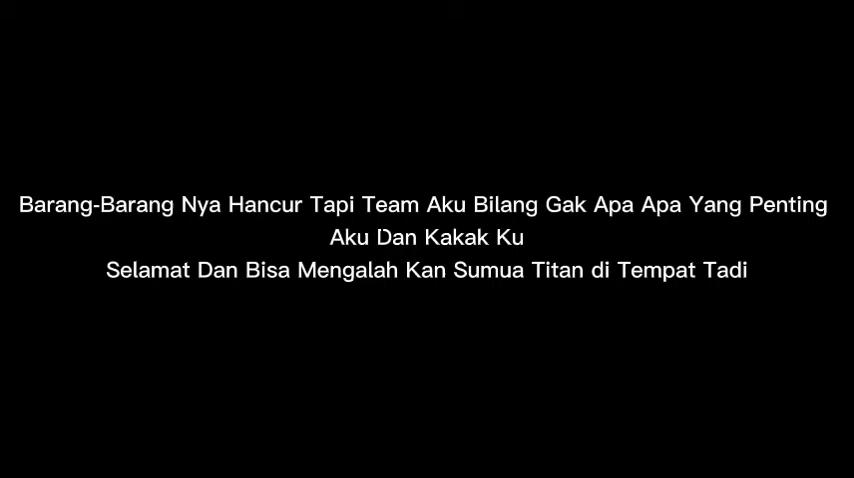 Barang-Barang Nya Hancur Tapi Team Aku Bilang Gak Apa Apa Yang Penting
Aku Dan Kakak Ku
Selamat Dan Bisa Mengalah Kan Sumua Titan di Tempat Tadi